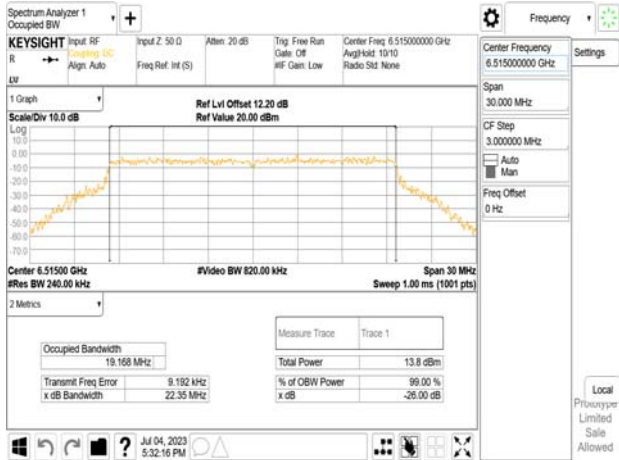 Spectrum Analyzer 1
Occupied BW
+
KEYSIGHT
R
LXI
Input: RF
Coupling: DC
Align: Auto
Input Z: 50 Ω
Freq Ref: Int (S)
Atten: 20 dB
Trig: Free Run
Gate: Off
#IF Gain: Low
Center Freq: 6.515000000 GHz
Avg|Hold: 10/10
Radio Std: None
1 Graph
Scale/Div 10.0 dB
Ref Lvl Offset 12.20 dB
Ref Value 20.00 dBm
Log
10.0
0.00
-10.0
-20.0
-30.0
-40.0
-50.0
-60.0
-70.0
Center 6.51500 GHz
#Res BW 240.00 kHz
#Video BW 820.00 kHz
Span 30 MHz
Sweep 1.00 ms (1001 pts)
2 Metrics
Measure Trace Trace 1
Occupied Bandwidth
19.168 MHz
Total Power 13.8 dBm
Transmit Freq Error 9.192 kHz
% of OBW Power 99.00 %
x dB Bandwidth 22.35 MHz
x dB -26.00 dB
?
Jul 04, 2023
5:32:16 PM
Frequency
Center Frequency
6.515000000 GHz
Settings
Span
30.000 MHz
CF Step
3.000000 MHz
Auto
Man
Freq Offset
0 Hz
Local
Prototype
Limited
Sale
Allowed